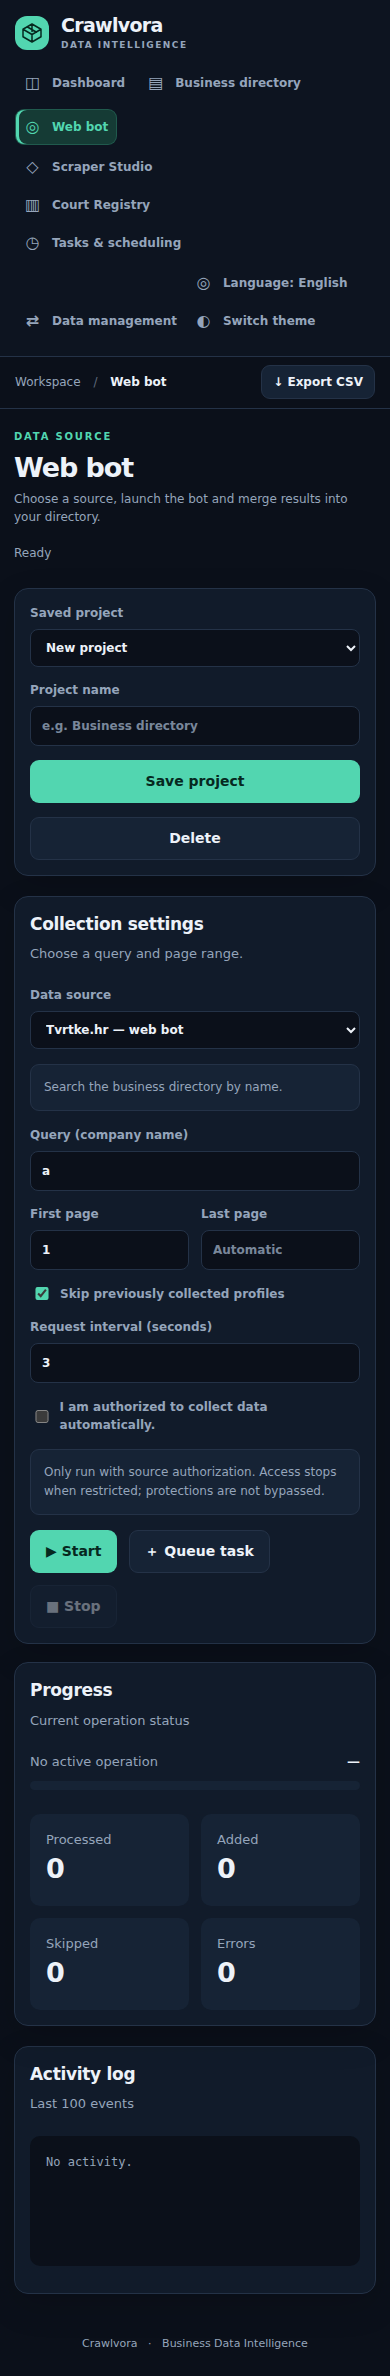 Crawlvora
DATA INTELLIGENCE
Dashboard
Business directory
Web bot
Scraper Studio
Court Registry
Tasks & scheduling
Language: English
Data management
Switch theme
Workspace / Web bot
↓ Export CSV
DATA SOURCE
Web bot
Choose a source, launch the bot and merge results into
your directory.
Ready
Saved project
New project
Project name
e.g. Business directory
Save project
Delete
Collection settings
Choose a query and page range.
Data source
Tvrtke.hr — web bot
Search the business directory by name.
Query (company name)
a
First page
Last page
1
Automatic
Skip previously collected profiles
Request interval (seconds)
3
I am authorized to collect data
automatically.
Only run with source authorization. Access stops
when restricted; protections are not bypassed.
▶ Start
+ Queue task
■ Stop
Progress
Current operation status
No active operation
—
Processed
Added
0
0
Skipped
Errors
0
0
Activity log
Last 100 events
No activity.
Crawlvora · Business Data Intelligence